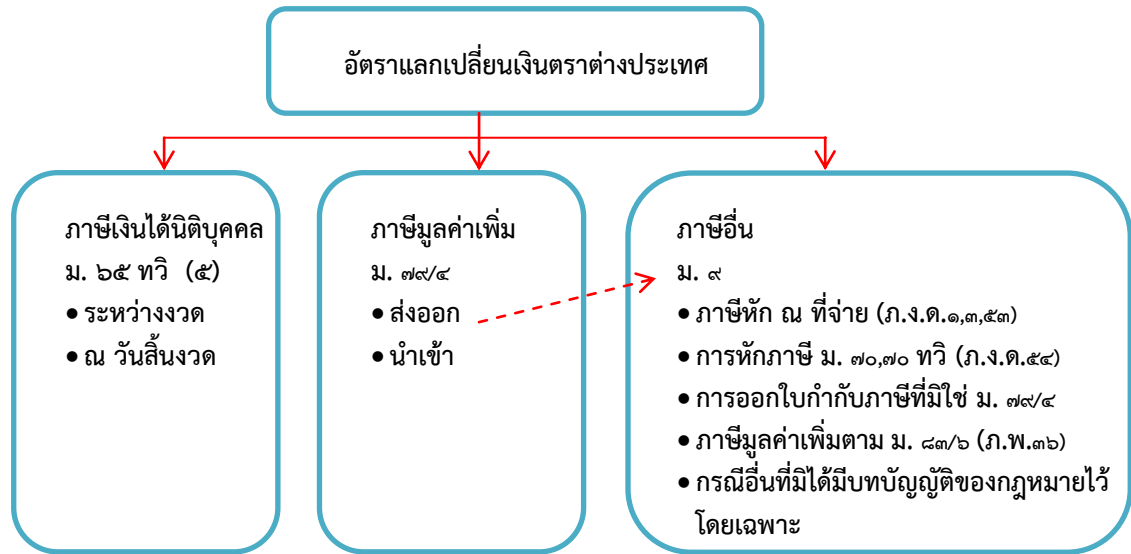 อัตราแลกเปลี่ยนเงินตราต่างประเทศ
ภาษีเงินได้นิติบุคคล
ม. ๖๕ ทวิ (๕)
• ระหว่างงวด
• ณ วันสิ้นงวด
ภาษีมูลค่าเพิ่ม
ม. ๗๙/๔
• ส่งออก
• นำเข้า
ภาษีอื่น
ม. ๙
• ภาษีหัก ณ ที่จ่าย (ภ.ง.ด.๑,๓,๕๓)
• การหักภาษี ม. ๗๐,๗๐ ทวิ (ภ.ง.ด.๕๔)
• การออกใบกำกับภาษีที่มิใช่ ม. ๗๙/๔
• ภาษีมูลค่าเพิ่มตาม ม. ๘๓/๖ (ภ.พ.๓๖)
• กรณีอื่นที่มิได้มีบทบัญญัติของกฎหมายไว้
โดยเฉพาะ